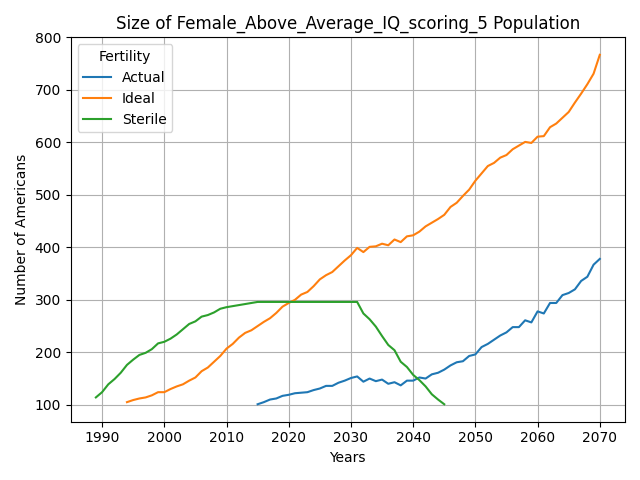 Size of Female_Above_Average_IQ_scoring_5 Population
Fertility
Actual
Ideal
Sterile
Number of Americans
800
700
600
500
400
300
200
100
1990 2000 2010 2020 2030 2040 2050 2060 2070
Years